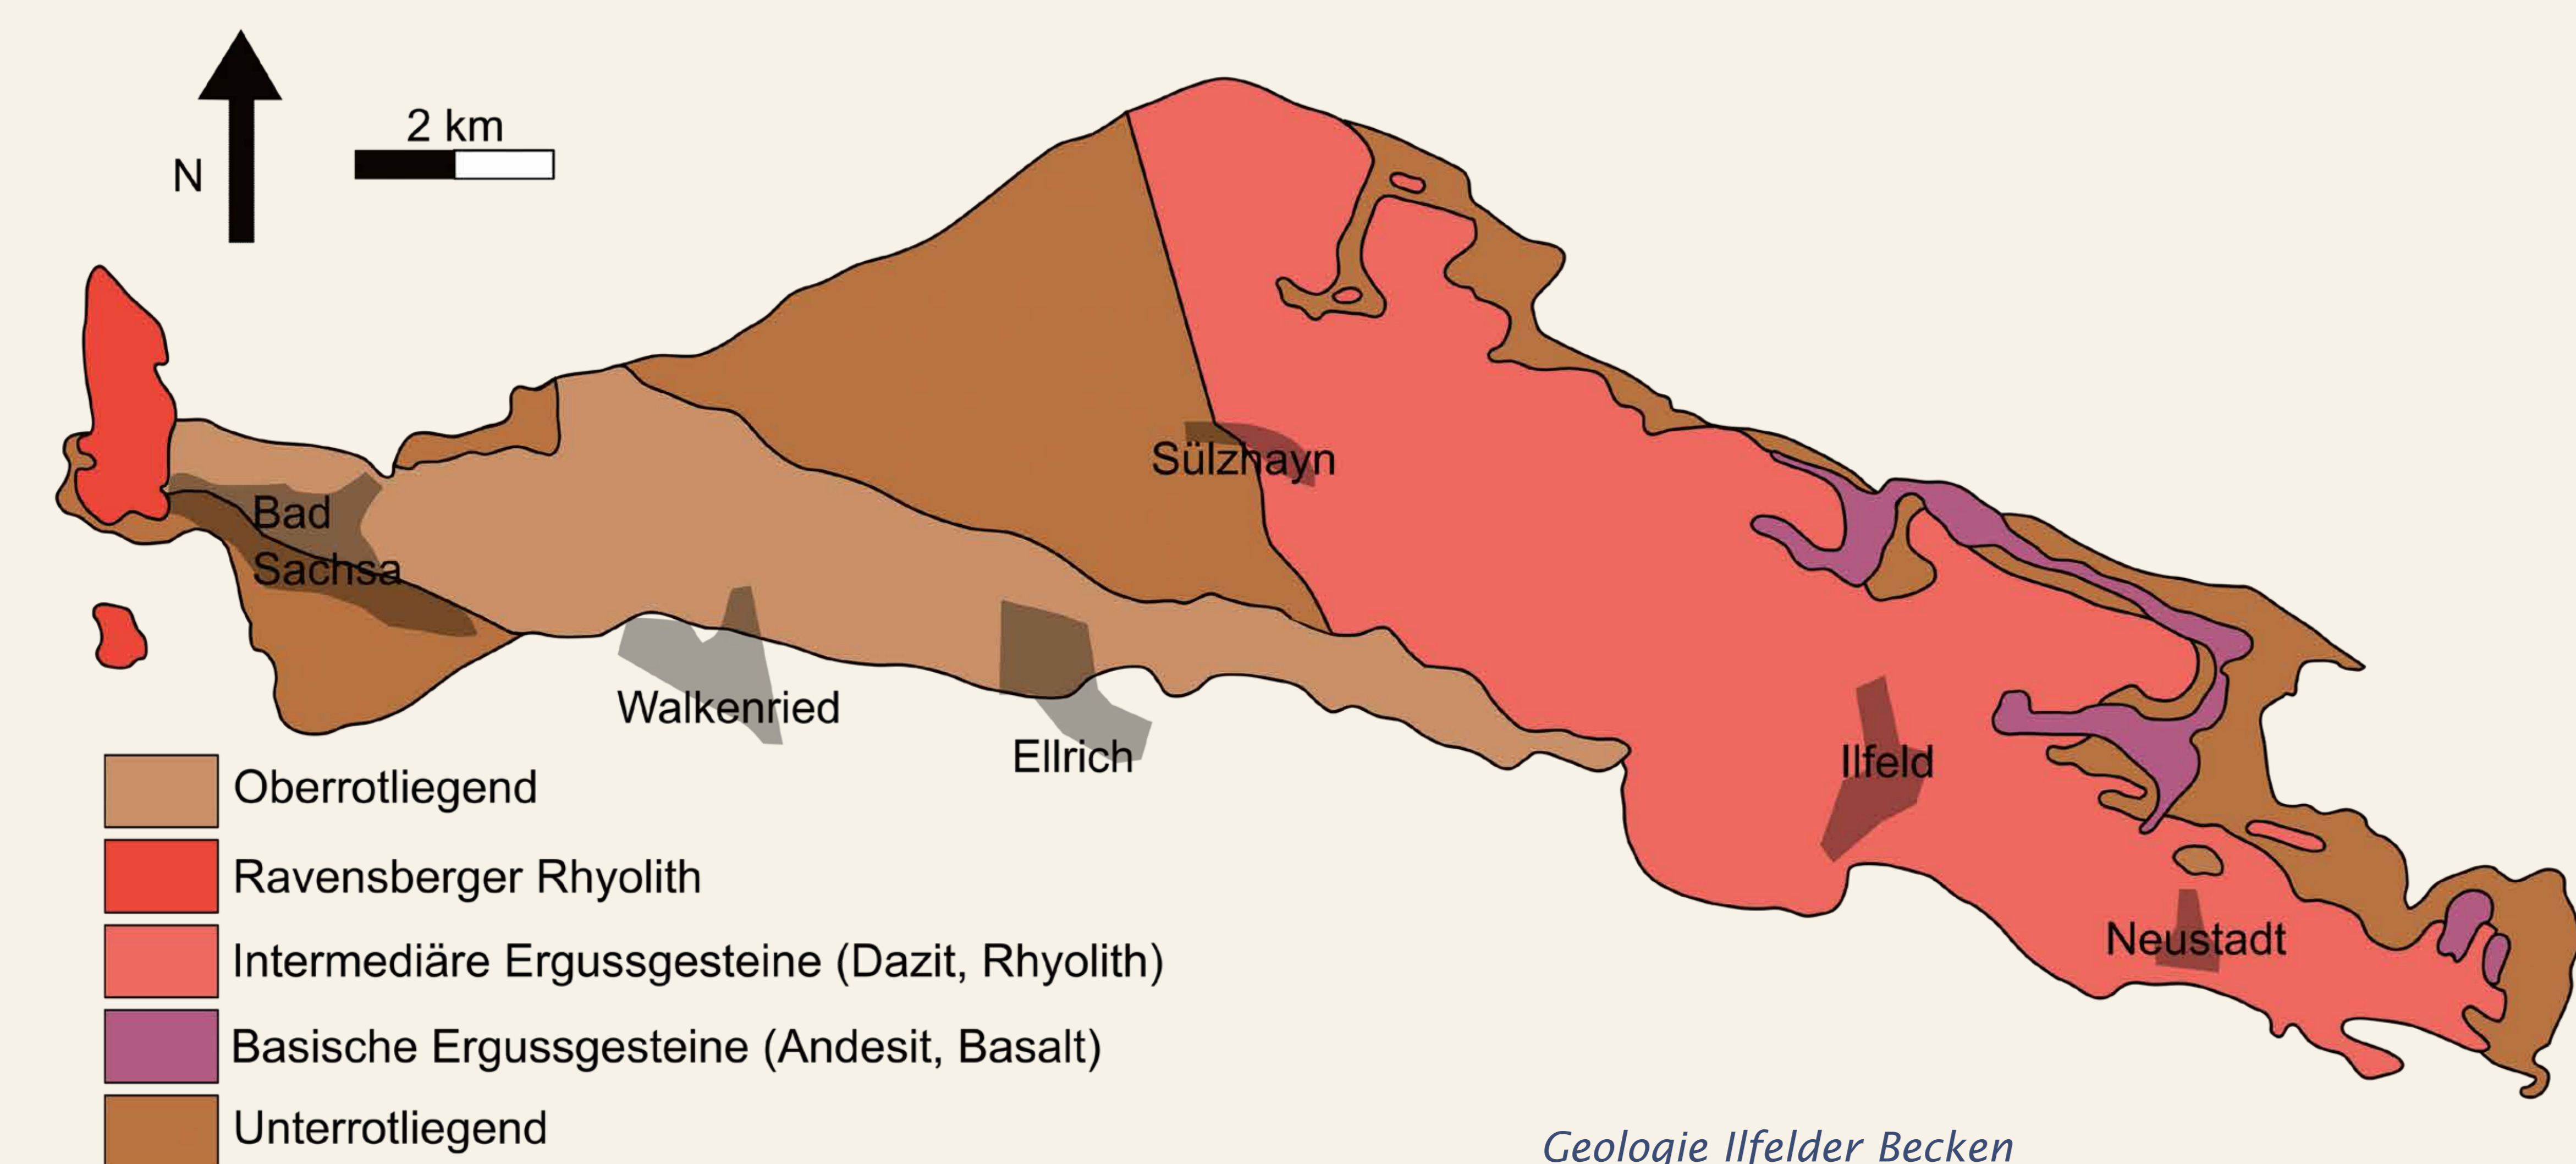 2 km
N
Sülzhayn
Bad
Sachsa
Walkenried
Ellrich
Ilfeld
Neustadt
Oberrotliegend
Ravensberger Rhyolith
Intermediäre Ergussgesteine (Dazit, Rhyolith)
Basische Ergussgesteine (Andesit, Basalt)
Unterrotliegend
Geologie Ilfelder Becken